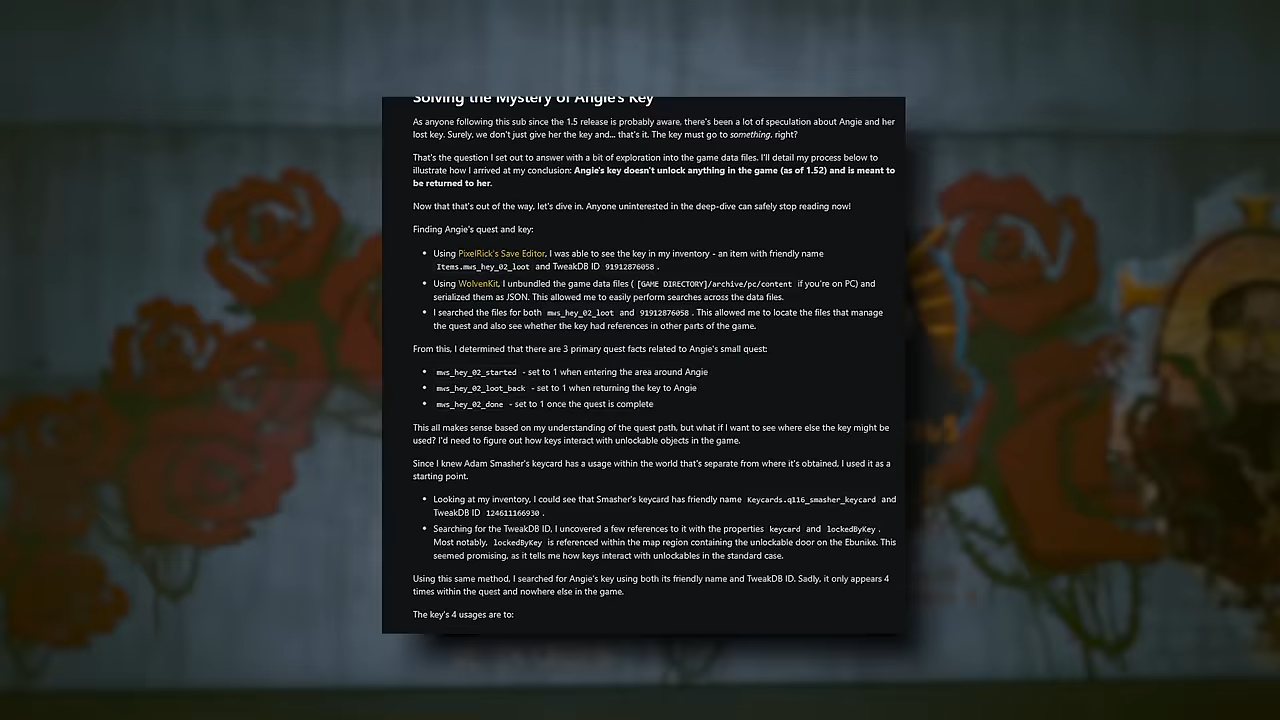 Solving the Mystery of Angie's Key
As anyone following this sub since the 1.5 release is probably aware, there's been a lot of speculation about Angie and her
lost key. Surely, we don't just give her the key and... that's it. The key must go to something, right?
That's the question I set out to answer with a bit of exploration into the game data files. I'll detail my process below to
illustrate how I arrived at my conclusion: Angie's key doesn't unlock anything in the game (as of 1.52) and is meant to
be returned to her.
Now that that's out of the way, let's dive in. Anyone uninterested in the deep-dive can safely stop reading now!
Finding Angie's quest and key:
• Using PixelRick's Save Editor, I was able to see the key in my inventory - an item with friendly name
Items.mws_hey_02_loot and TweakDB ID 91912876058 .
• Using WolvenKit, I unbundled the game data files ( [GAME DIRECTORY]/archive/pc/content if you're on PC) and
serialized them as JSON. This allowed me to easily perform searches across the data files.
• I searched the files for both mws_hey_02_loot and 91912876058 . This allowed me to locate the files that manage
the quest and also see whether the key had references in other parts of the game.
From this, I determined that there are 3 primary quest facts related to Angie's small quest:
• mws_hey_02_started - set to 1 when entering the area around Angie
• mws_hey_02_loot_back - set to 1 when returning the key to Angie
• mws_hey_02_done - set to 1 once the quest is complete
This all makes sense based on my understanding of the quest path, but what if I want to see where else the key might be
used? I'd need to figure out how keys interact with unlockable objects in the game.
Since I knew Adam Smasher's keycard has a usage within the world that's separate from where it's obtained, I used it as a
starting point.
• Looking at my inventory, I could see that Smasher's keycard has friendly name Keycards.q116_smasher_keycard and
TweakDB ID 124611166930 .
• Searching for the TweakDB ID, I uncovered a few references to it with the properties keycard and lockedByKey .
Most notably, lockedByKey is referenced within the map region containing the unlockable door on the Ebunike. This
seemed promising, as it tells me how keys interact with unlockables in the standard case.
Using this same method, I searched for Angie's key using both its friendly name and TweakDB ID. Sadly, it only appears 4
times within the quest and nowhere else in the game.
The key's 4 usages are to: